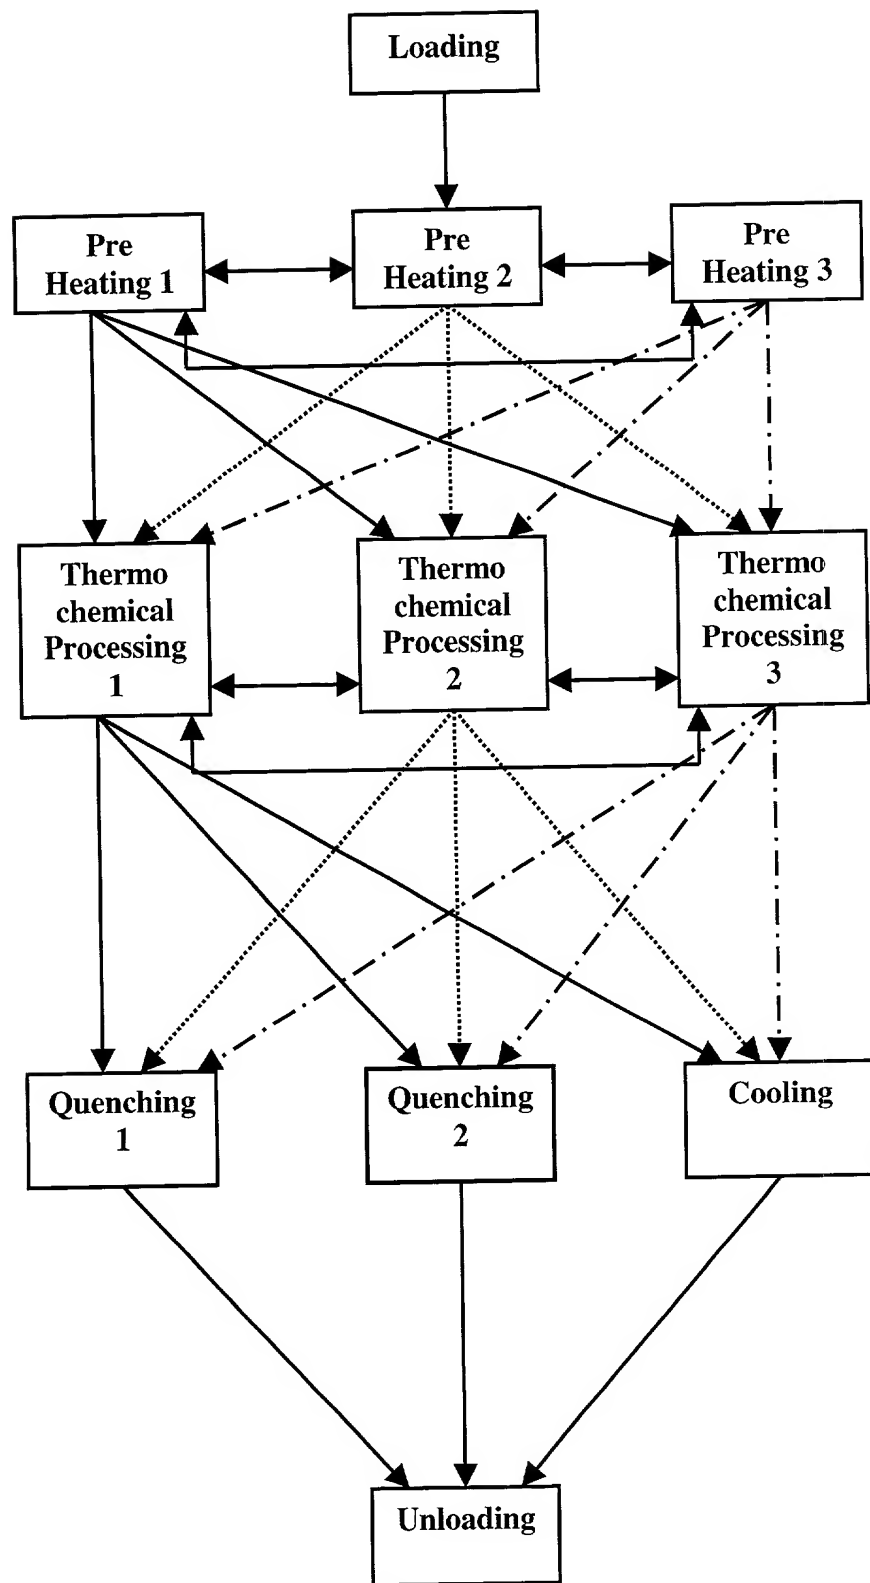 Loading
Pre
Heating 1
Pre
Heating 2
Pre
Heating 3
Thermo
chemical
Processing
1
Thermo
chemical
Processing
2
Thermo
chemical
Processing
3
Quenching
1
Quenching
2
Cooling
Unloading